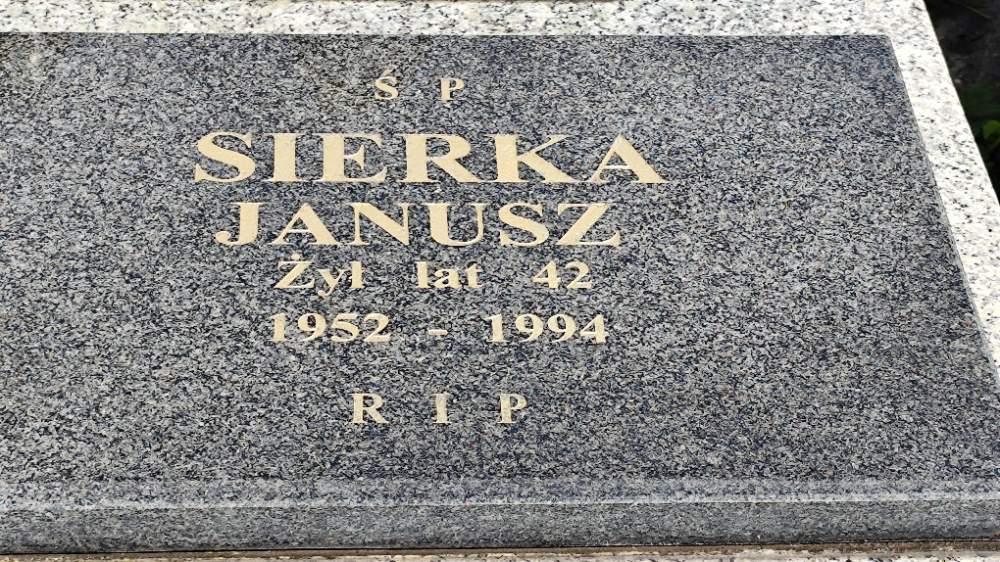 Ś P
SIERKA
JANUSZ
Żył lat 42
1952 - 1994
R I P